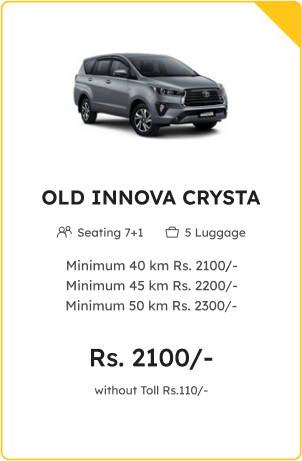 OLD INNOVA CRYSTA
Seating 7+1 5 Luggage
Minimum 40 km Rs. 2100/-
Minimum 45 km Rs. 2200/-
Minimum 50 km Rs. 2300/-
Rs. 2100/-
without Toll Rs.110/-